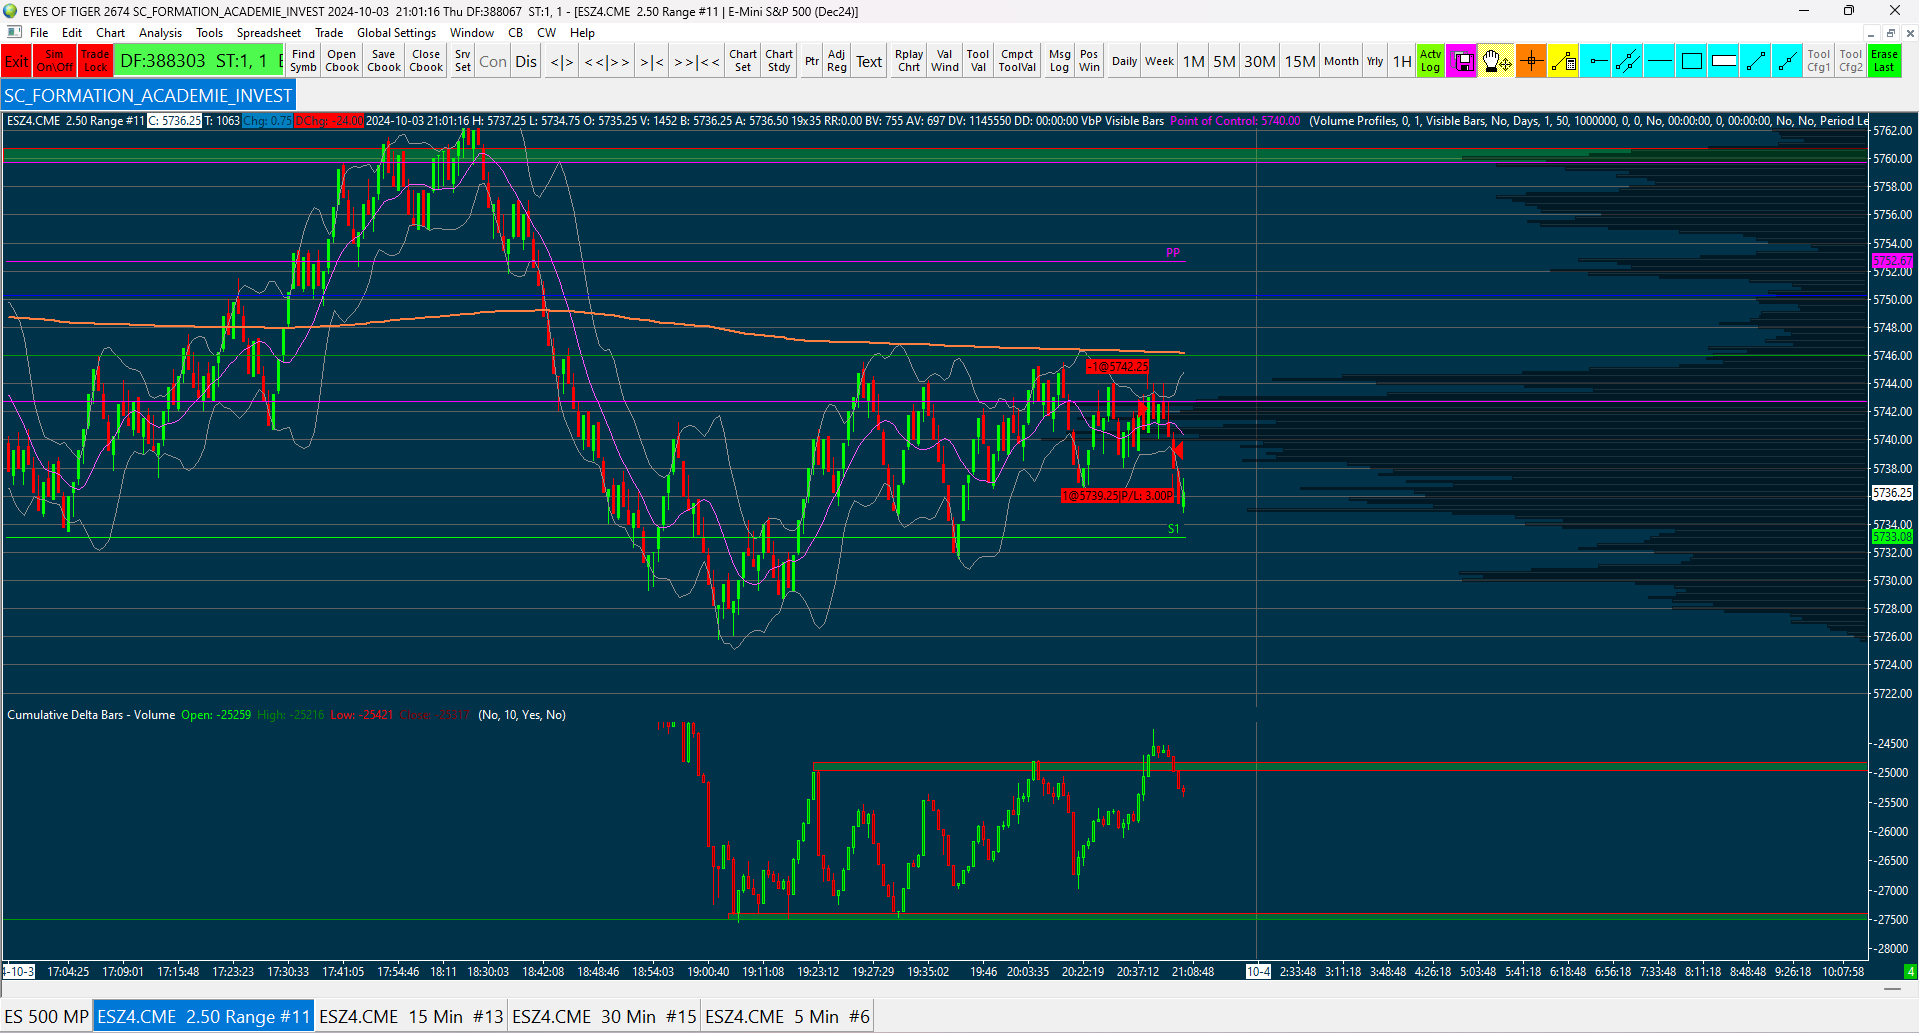 EYES OF TIGER 2674 SC_FORMATION_ACADEMIE_INVEST 2024-10-03  21:01:16 Thu DF:388067  ST:1, 1 - [ESZ4.CME  2.50 Range #11 | E-Mini S&P 500 (Dec24)]
File Edit Chart Analysis Tools Spreadsheet Trade Global Settings Window CB CW Help
Exit Sim On\Off Trade Lock DF:388303  ST:1, 1 Find Symb Open Cbook Save Cbook Close Cbook Srv Set Con Dis <|> <<|>> >|< >>|<< Chart Set Chart Stdy Ptr Adj Reg Text Rplay Chrt Val Wind Tool Val Cmpct ToolVal Msg Log Pos Win Daily Week 1M 5M 30M 15M Month Yrly 1H Actv Log Tool Cfg1 Tool Cfg2 Erase Last
SC_FORMATION_ACADEMIE_INVEST
ESZ4.CME  2.50 Range #11 C: 5736.25 T: 1063 Chg: 0.75 DChg: -24.00 2024-10-03 21:01:16 H: 5737.25 L: 5734.75 O: 5735.25 V: 1452 B: 5736.25 A: 5736.50 19x35 RR:0.00 BV: 755 AV: 697 DV: 1145550 DD: 00:00:00 VbP Visible Bars Point of Control: 5740.00 (Volume Profiles, 0, 1, Visible Bars, No, Days, 1, 50, 1000000, 0, 0, No, 00:00:00, 0, 00:00:00, No, No, Period Le
5762.00
5760.00
5758.00
5756.00
5754.00
PP
5752.67
5752.00
5750.00
5748.00
5746.00
-1@5742.25
5744.00
5742.00
5740.00
5738.00
5736.25
1@5739.25|P/L: 3.00P
5734.00
S1
5733.08
5732.00
5730.00
5728.00
5726.00
5724.00
5722.00
Cumulative Delta Bars - Volume Open: -25259 High: -25216 Low: -25421 Close: -25317 (No, 10, Yes, No)
-24500
-25000
-25500
-26000
-26500
-27000
-27500
-28000
4-10-3 17:04:25 17:09:01 17:15:48 17:23:23 17:30:33 17:41:05 17:54:46 18:11 18:30:03 18:42:08 18:48:46 18:54:03 19:00:40 19:11:08 19:23:12 19:27:29 19:35:02 19:46 20:03:35 20:22:19 20:37:12 21:08:48 10-4 2:33:48 3:11:18 3:48:48 4:26:18 5:03:48 5:41:18 6:18:48 6:56:18 7:33:48 8:11:18 8:48:48 9:26:18 10:07:58 4
ES 500 MP ESZ4.CME  2.50 Range #11 ESZ4.CME  15 Min  #13 ESZ4.CME  30 Min  #15 ESZ4.CME  5 Min  #6